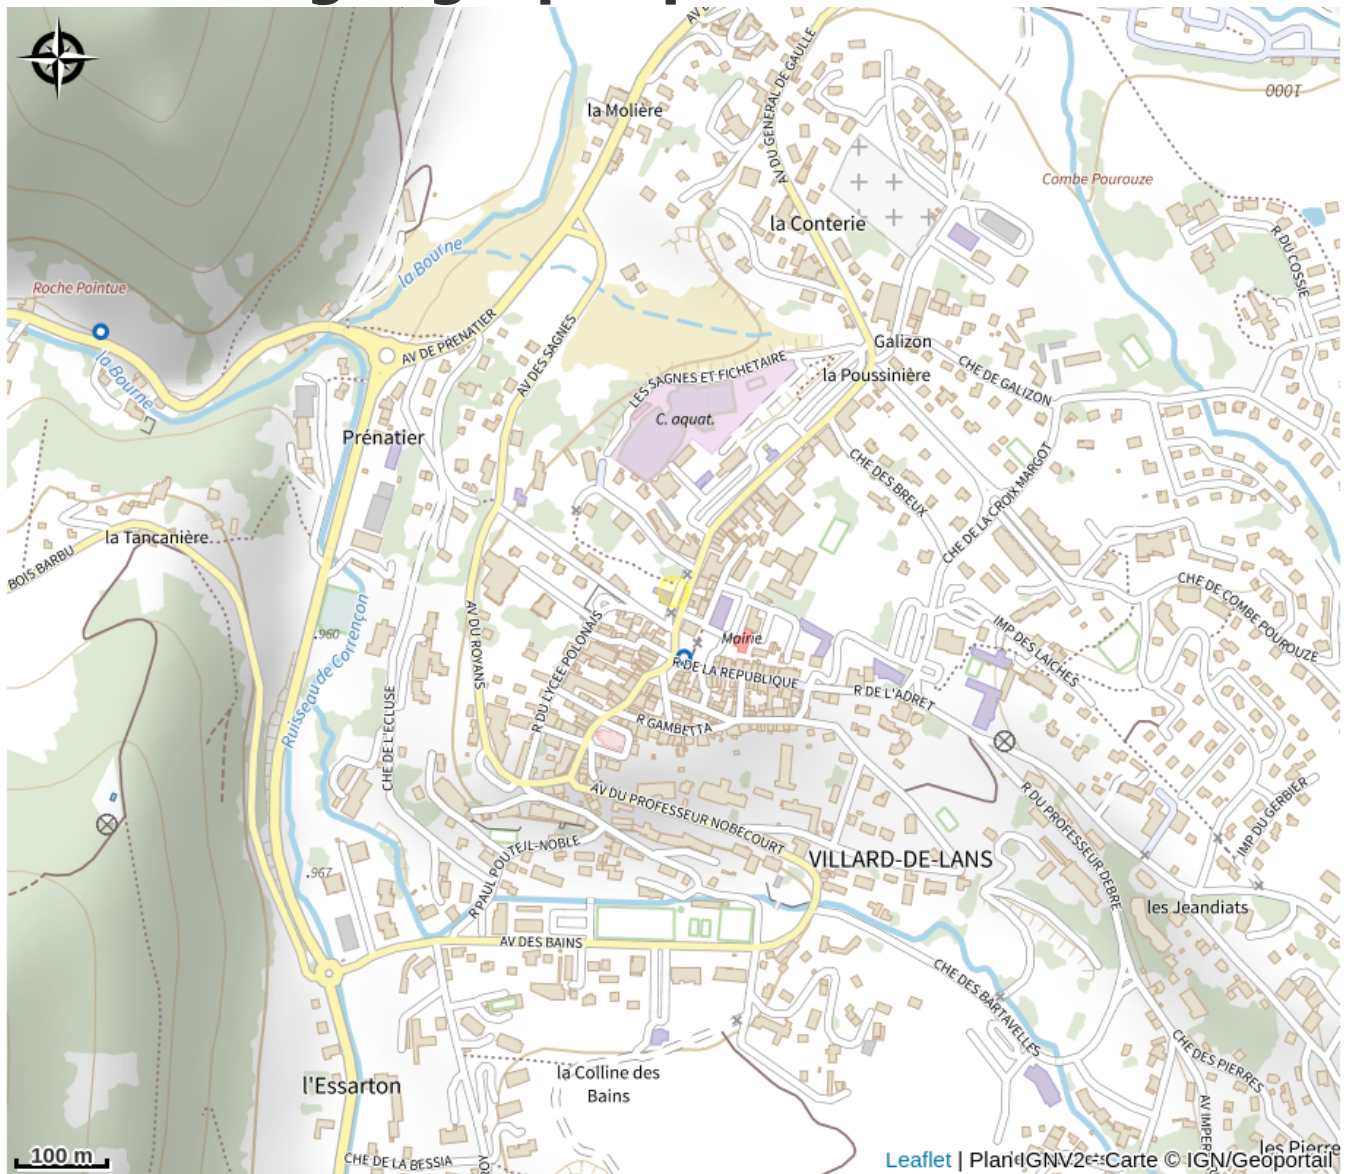 la Molière
AV DU GENERAL DE GAULLE
1000
Combe Pourouze
la Conterie
R DU COSSIE
la Bourne
Roche Pointue
AV DE PRENATIER
AV DES SAGNES
Galizon
LES SAGNES ET FICHETAIRE
la Poussinière
CHE DE GALIZON
la Bourne
C. aquat.
Prénatier
CHE DES BREUX
CHE DE LA CROIX MARGOT
la Tancanière
BOIS BARBU
CHE DE COMBE POUROUZE
.960
AV DU ROYANS
R DU LYCEE POLONAIS
Mairie
IMP DES LAICHES
R DE LA REPUBLIQUE
R DE L'ADRET
Ruisseau de Corrençon
CHE DE L'ECLUSE
R GAMBETTA
AV DU PROFESSEUR NOBECOURT
R DU PROFESSEUR DEBRE
IMP DU GERBIER
R PAUL POUTEIL-NOBLE
VILLARD-DE-LANS
.967
les Jeandiats
AV DES BAINS
CHE DES BARTAVELLES
CHE DES PIERRES
l'Essarton
la Colline des
Bains
AV IMPER
les Pierre
100 m
CHE DE LA BESSIA
Leaflet | PlanIGNV2 - Carte © IGN/Geoportail